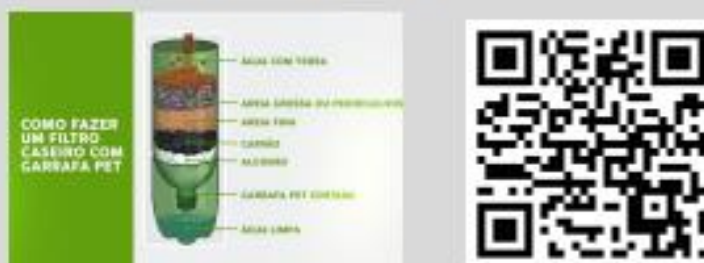 COMO FAZER
UM FILTRO
CASEIRO COM
GARRAFA PET
ÁGUA COM TERRA
AREIA GROSSA OU PEDREGULHOS
AREIA FINA
CARVÃO
ALGODÃO
GARRAFA PET CORTADA
ÁGUA LIMPA